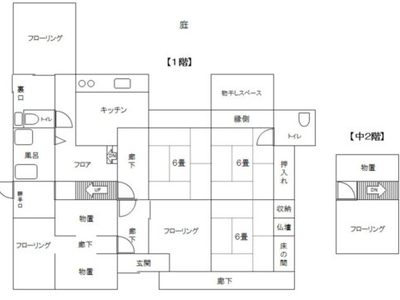 庭
【1階】
フローリング
裏口
トイレ
キッチン
物干しスペース
縁側
トイレ
【中2階】
風呂
フロア
DN
廊下
6畳
6畳
押入れ
物置
勝手口
UP
DN
物置
収納
フローリング
廊下
廊下
フローリング
6畳
仏壇
フローリング
物置
玄関
床の間
廊下